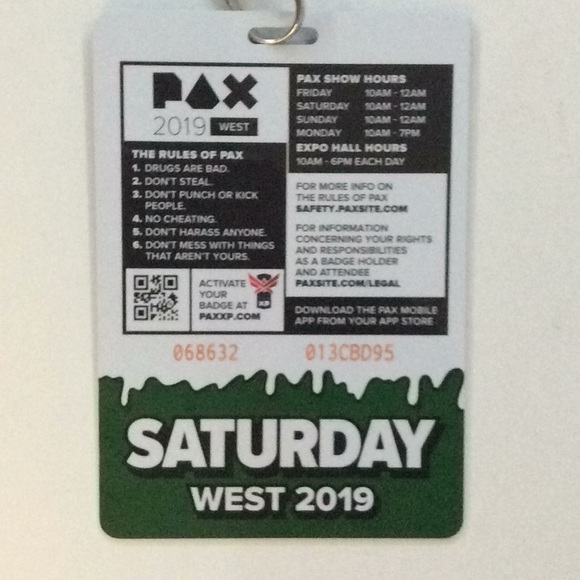 PAX
2019 WEST
THE RULES OF PAX
1. DRUGS ARE BAD.
2. DON'T STEAL.
3. DON'T PUNCH OR KICK
PEOPLE.
4. NO CHEATING.
5. DON'T HARASS ANYONE.
6. DON'T MESS WITH THINGS
THAT AREN'T YOURS.
ACTIVATE
YOUR
BADGE AT
PAXXP.COM
XP
PAX SHOW HOURS
FRIDAY 10AM - 12AM
SATURDAY 10AM - 12AM
SUNDAY 10AM - 12AM
MONDAY 10AM - 7PM
EXPO HALL HOURS
10AM - 6PM EACH DAY
FOR MORE INFO ON
THE RULES OF PAX
SAFETY.PAXSITE.COM
FOR INFORMATION
CONCERNING YOUR RIGHTS
AND RESPONSIBILITIES
AS A BADGE HOLDER
AND ATTENDEE
PAXSITE.COM/LEGAL
DOWNLOAD THE PAX MOBILE
APP FROM YOUR APP STORE
068632 013CBD95
SATURDAY
WEST 2019